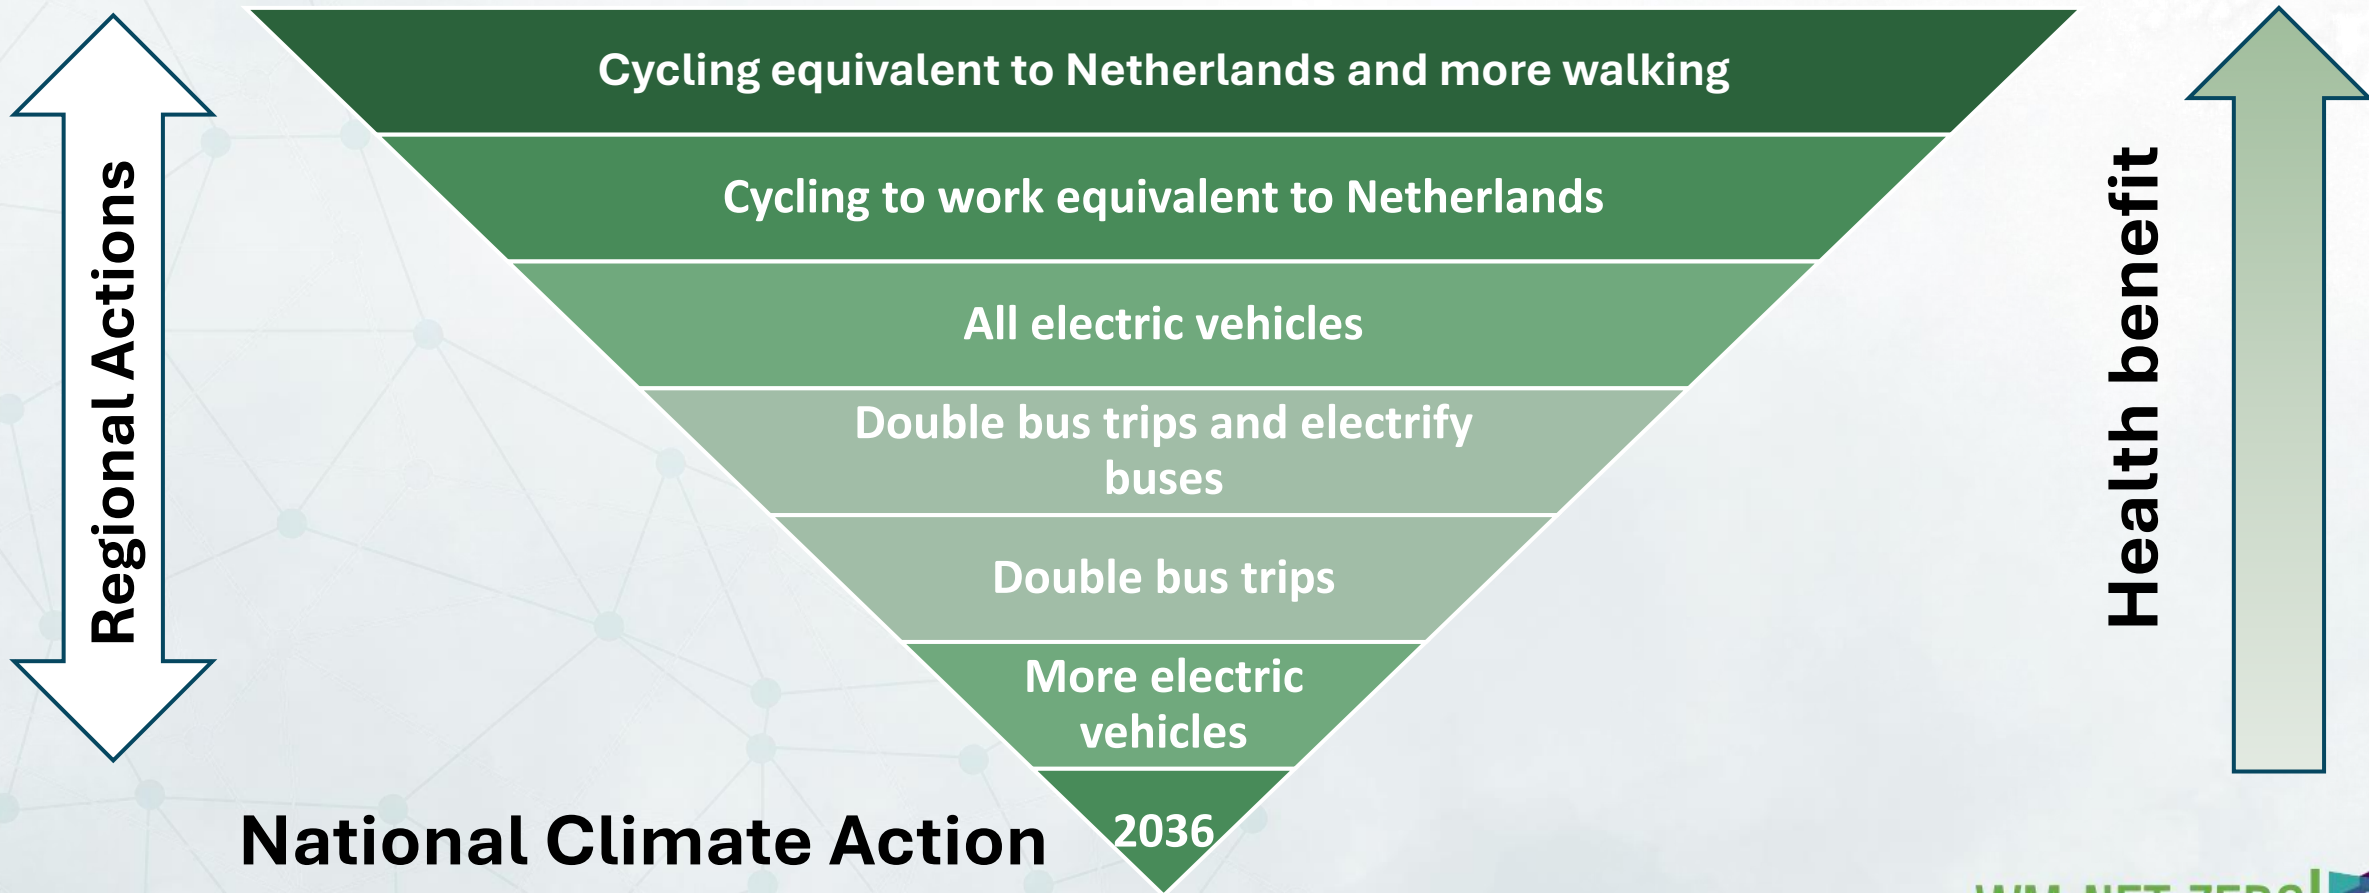 Cycling equivalent to Netherlands and more walking
Cycling to work equivalent to Netherlands
All electric vehicles
Double bus trips and electrify
buses
Double bus trips
More electric
vehicles
2036
Regional Actions
Health benefit
National Climate Action